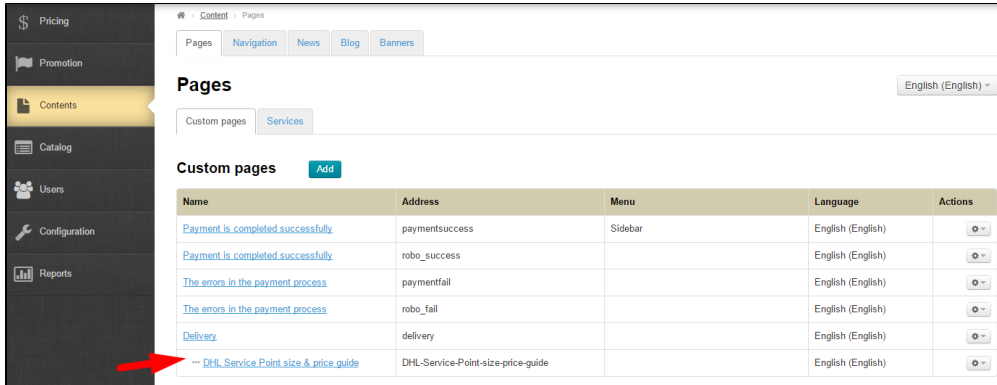 Pricing
Promotion
Contents
Catalog
Users
Configuration
Reports
Content Pages
Pages Navigation News Blog Banners
Pages
English (English)
Custom pages Services
Custom pages Add
Name Address Menu Language Actions
Payment is completed successfully paymentsuccess Sidebar English (English)
Payment is completed successfully robo_success English (English)
The errors in the payment process paymentfail English (English)
The errors in the payment process robo_fail English (English)
Delivery delivery English (English)
--- DHL Service Point size & price guide DHL-Service-Point-size-price-guide English (English)